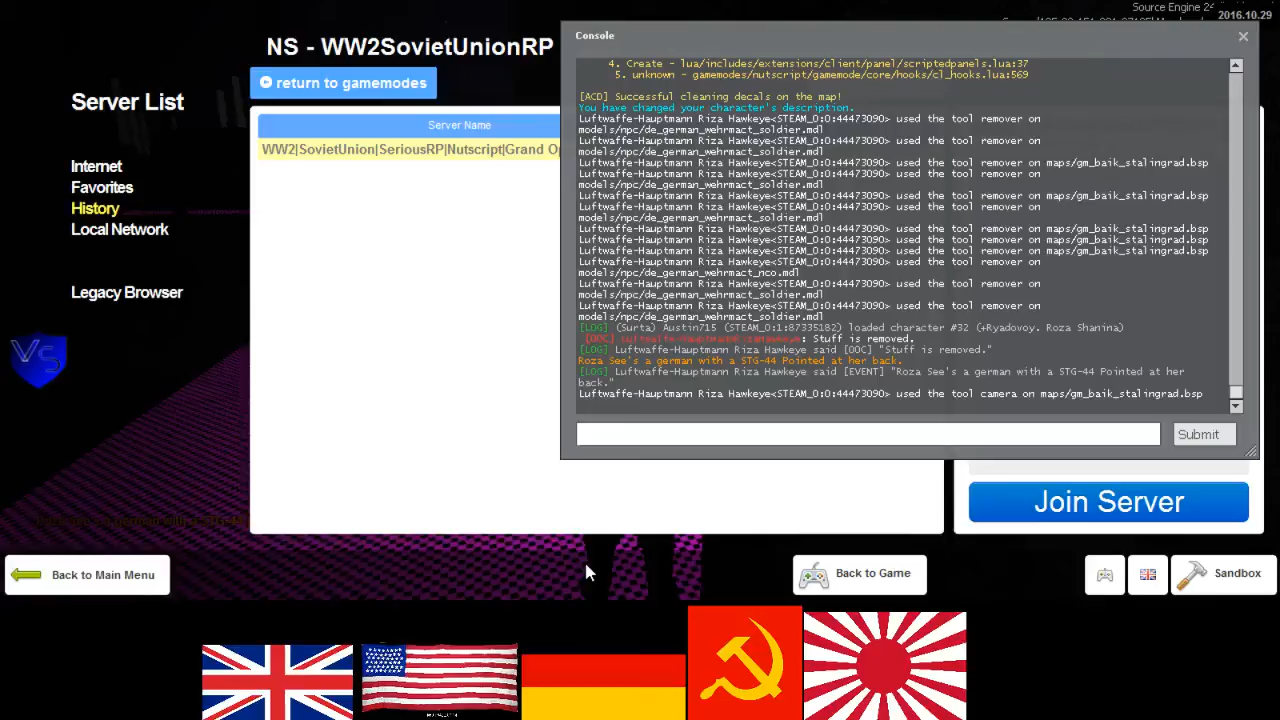 Source Engine 24
2016.10.29
NS - WW2SovietUnionRP
return to gamemodes
Server List
Internet
Favorites
History
Local Network
Legacy Browser
VS
Server Name
WW2|SovietUnion|SeriousRP|Nutscript|Grand Op
Console
4. Create - lua/includes/extensions/client/panel/scriptedpanels.lua:37
5. unknown - gamemodes/nutscript/gamemode/core/hooks/cl_hooks.lua:569
[ACD] Successful cleaning decals on the map!
You have changed your character's description.
Luftwaffe-Hauptmann Riza Hawkeye<STEAM_0:0:44473090> used the tool remover on
models/npc/de_german_wehrmact_soldier.mdl
Luftwaffe-Hauptmann Riza Hawkeye<STEAM_0:0:44473090> used the tool remover on
models/npc/de_german_wehrmact_soldier.mdl
Luftwaffe-Hauptmann Riza Hawkeye<STEAM_0:0:44473090> used the tool remover on maps/gm_baik_stalingrad.bsp
Luftwaffe-Hauptmann Riza Hawkeye<STEAM_0:0:44473090> used the tool remover on
models/npc/de_german_wehrmact_soldier.mdl
Luftwaffe-Hauptmann Riza Hawkeye<STEAM_0:0:44473090> used the tool remover on maps/gm_baik_stalingrad.bsp
Luftwaffe-Hauptmann Riza Hawkeye<STEAM_0:0:44473090> used the tool remover on
models/npc/de_german_wehrmact_soldier.mdl
Luftwaffe-Hauptmann Riza Hawkeye<STEAM_0:0:44473090> used the tool remover on maps/gm_baik_stalingrad.bsp
Luftwaffe-Hauptmann Riza Hawkeye<STEAM_0:0:44473090> used the tool remover on maps/gm_baik_stalingrad.bsp
Luftwaffe-Hauptmann Riza Hawkeye<STEAM_0:0:44473090> used the tool remover on maps/gm_baik_stalingrad.bsp
Luftwaffe-Hauptmann Riza Hawkeye<STEAM_0:0:44473090> used the tool remover on
models/npc/de_german_wehrmact_nco.mdl
Luftwaffe-Hauptmann Riza Hawkeye<STEAM_0:0:44473090> used the tool remover on
models/npc/de_german_wehrmact_soldier.mdl
Luftwaffe-Hauptmann Riza Hawkeye<STEAM_0:0:44473090> used the tool remover on
models/npc/de_german_wehrmact_soldier.mdl
[LOG] (Surta) Austin715 (STEAM_0:1:87335182) loaded character #32 (+Ryadovoy. Roza Shanina)
[OOC] Luftwaffe-Hauptmann Riza Hawkeye: Stuff is removed.
[LOG] Luftwaffe-Hauptmann Riza Hawkeye said [OOC] "Stuff is removed."
Roza See's a german with a STG-44 Pointed at her back.
[LOG] Luftwaffe-Hauptmann Riza Hawkeye said [EVENT] "Roza See's a german with a STG-44 Pointed at her
back."
Luftwaffe-Hauptmann Riza Hawkeye<STEAM_0:0:44473090> used the tool camera on maps/gm_baik_stalingrad.bsp
Submit
Join Server
Back to Main Menu
Back to Game
Sandbox